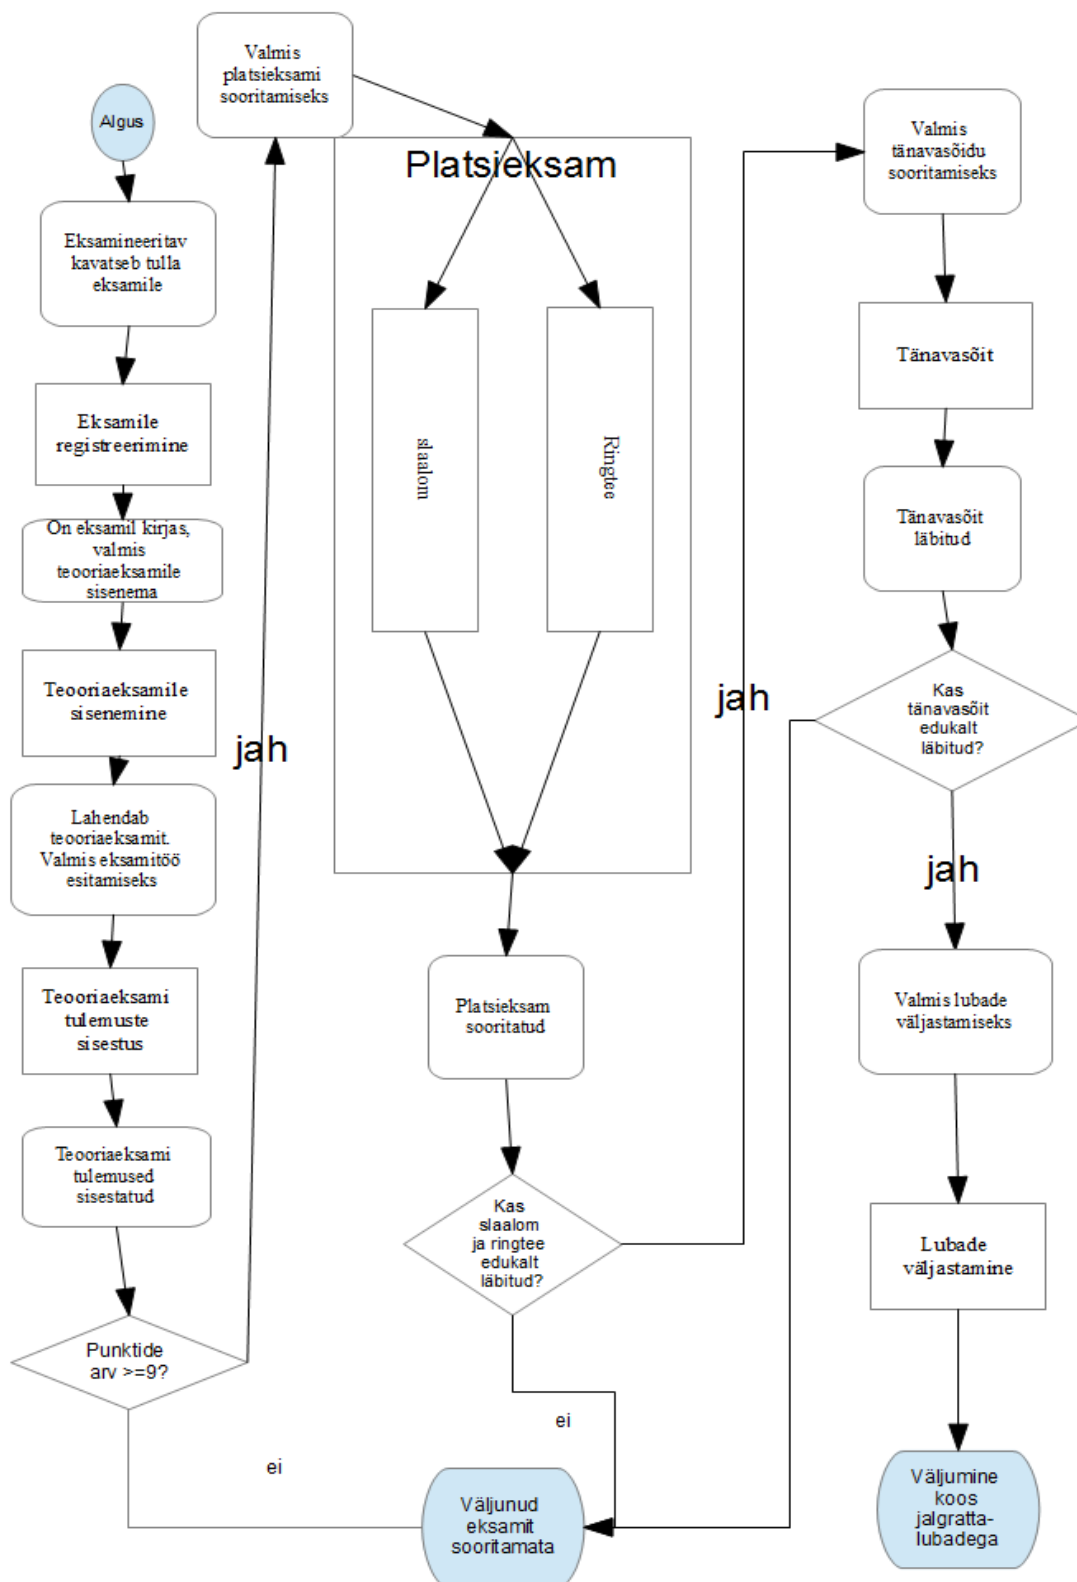 Algus
Eksamineeritav
kavatseb tulla
eksamile
Eksamile
registreerimine
On eksamil kirjas,
valmis
teooriaeksamile
sisenema
Teooriaeksamile
sisenemine
Lahendab
teooriaeksamit.
Valmis eksamitöö
esitamiseks
Teooriaeksami
tulemuste
sisestus
Teooriaeksami
tulemused
sisestatud
Punktide
arv >=9?
jah
ei
Valmis
platsieksami
sooritamiseks
Platsieksam
slaalom
Ringtee
Platsieksam
sooritatud
Kas
slaalom
ja ringtee
edukalt
läbitud?
jah
ei
Väljunud
eksamit
sooritamata
Valmis
tänavasõidu
sooritamiseks
Tänavasõit
Tänavasõit
läbitud
Kas
tänavasõit
edukalt
läbitud?
jah
Valmis lubade
väljastamiseks
Lubade
väljastamine
Väljumine
koos
jalgratta-
lubadega